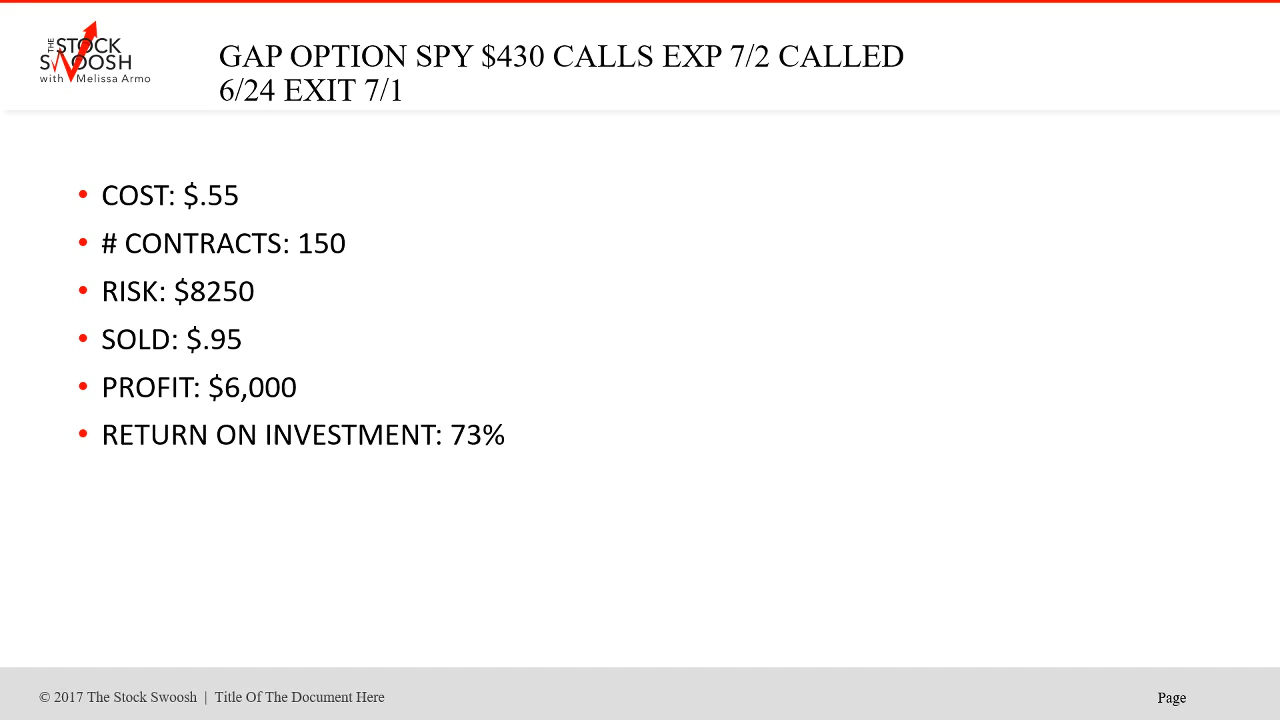 THE STOCK
SWOOSH
with Melissa Armo
GAP OPTION SPY $430 CALLS EXP 7/2 CALLED
6/24 EXIT 7/1
• COST: $.55
• # CONTRACTS: 150
• RISK: $8250
• SOLD: $.95
• PROFIT: $6,000
• RETURN ON INVESTMENT: 73%
© 2017 The Stock Swoosh | Title Of The Document Here
Page